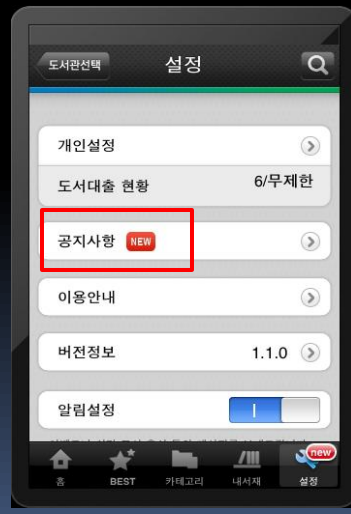 도서관선택 설정
개인설정
도서대출 현황 6/무제한
공지사항 NEW
이용안내
버전정보 1.1.0
알림설정
new
홈 BEST 카테고리 내서재 설정